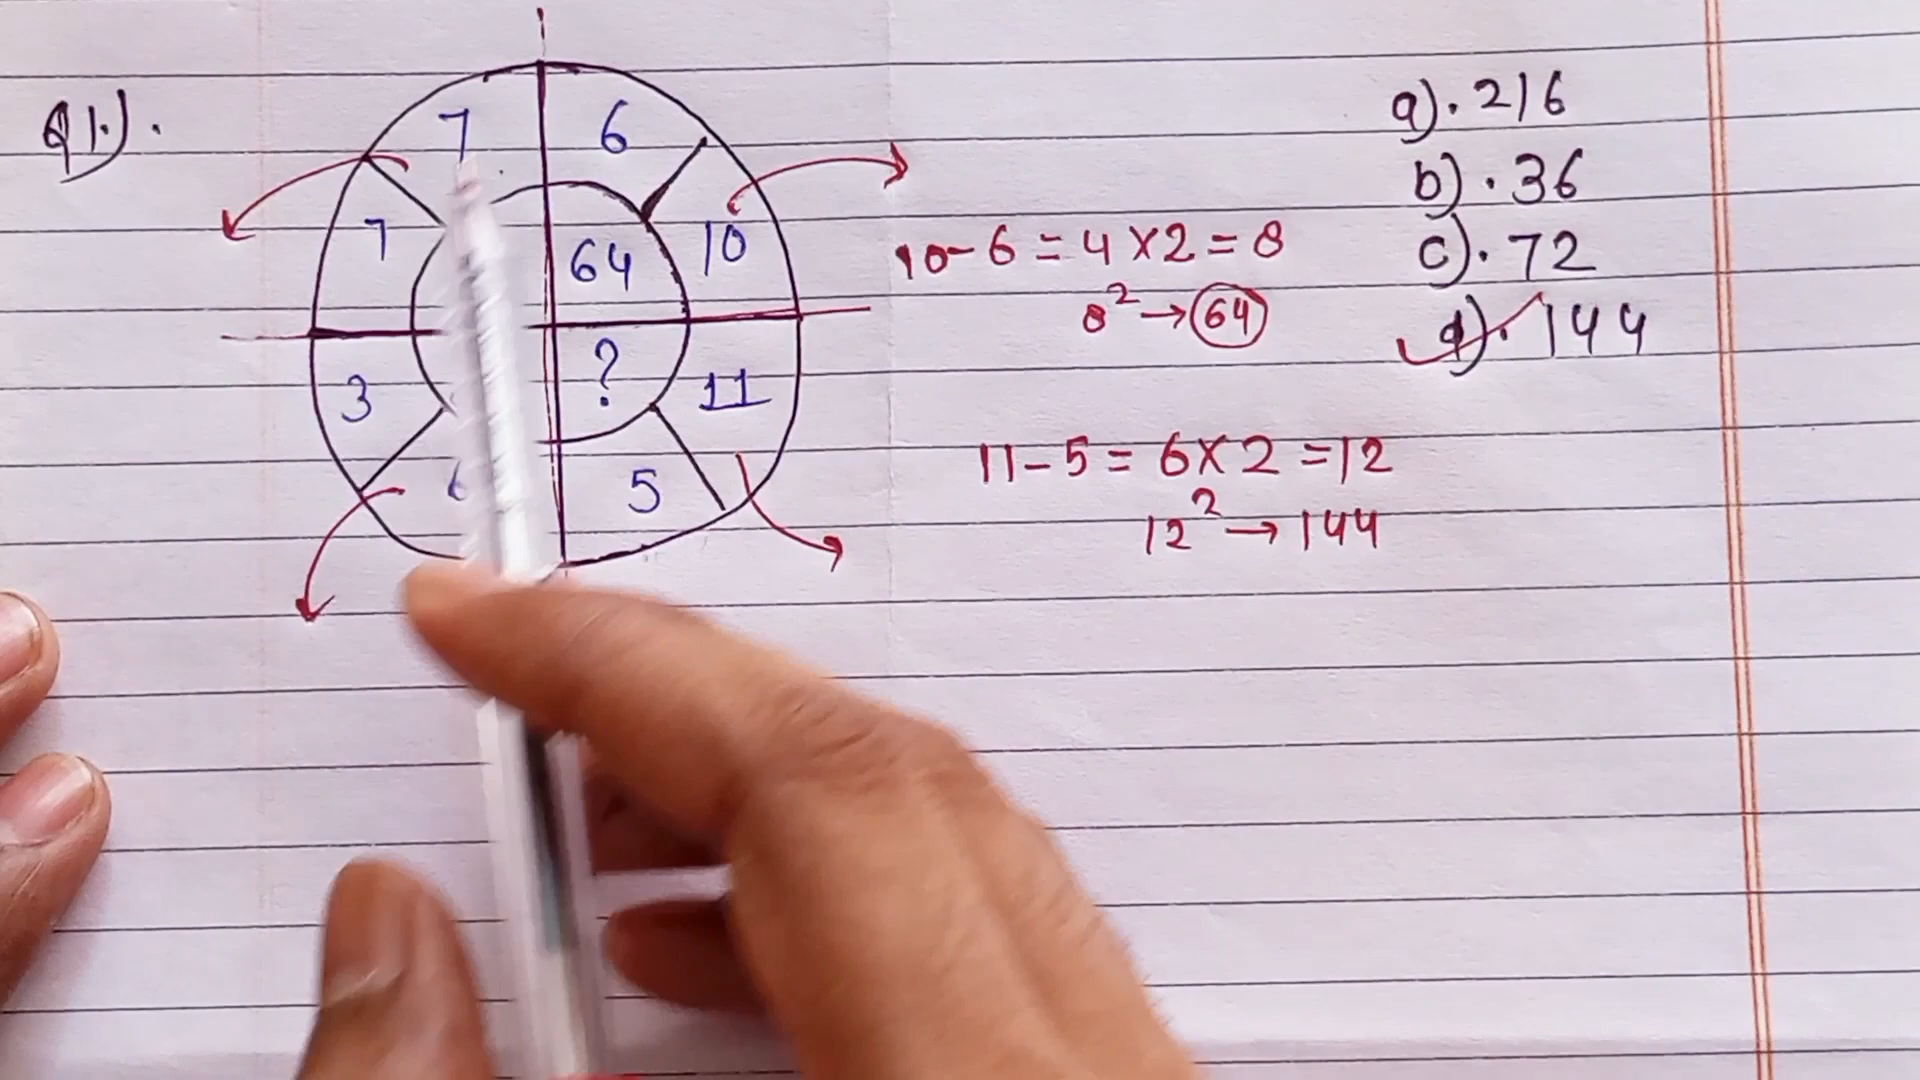 Q1.).
7 6
7 64 10
3 ? 11
6 5
10-6 = 4 × 2 = 8
8² → 64
11-5 = 6 × 2 = 12
12² → 144
a). 216
b). 36
c). 72
d). 144